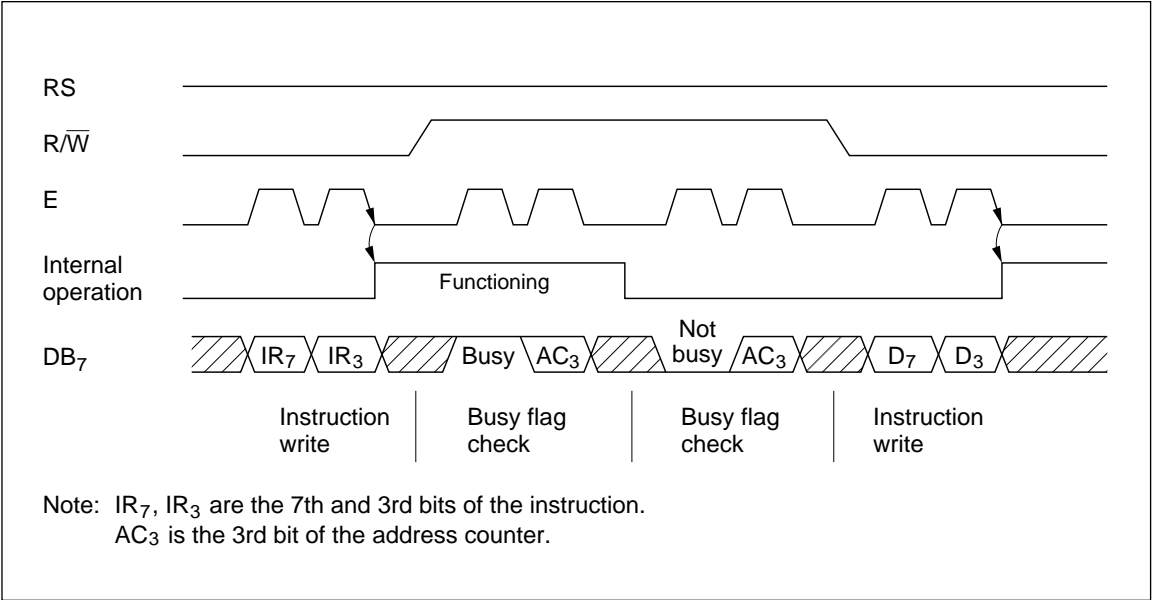 RS
R/W̅
E
Internal
operation
Functioning
DB₇
IR₇ IR₃ Busy AC₃ Not
busy AC₃ D₇ D₃
Instruction
write
Busy flag
check
Busy flag
check
Instruction
write
Note: IR₇, IR₃ are the 7th and 3rd bits of the instruction.
AC₃ is the 3rd bit of the address counter.